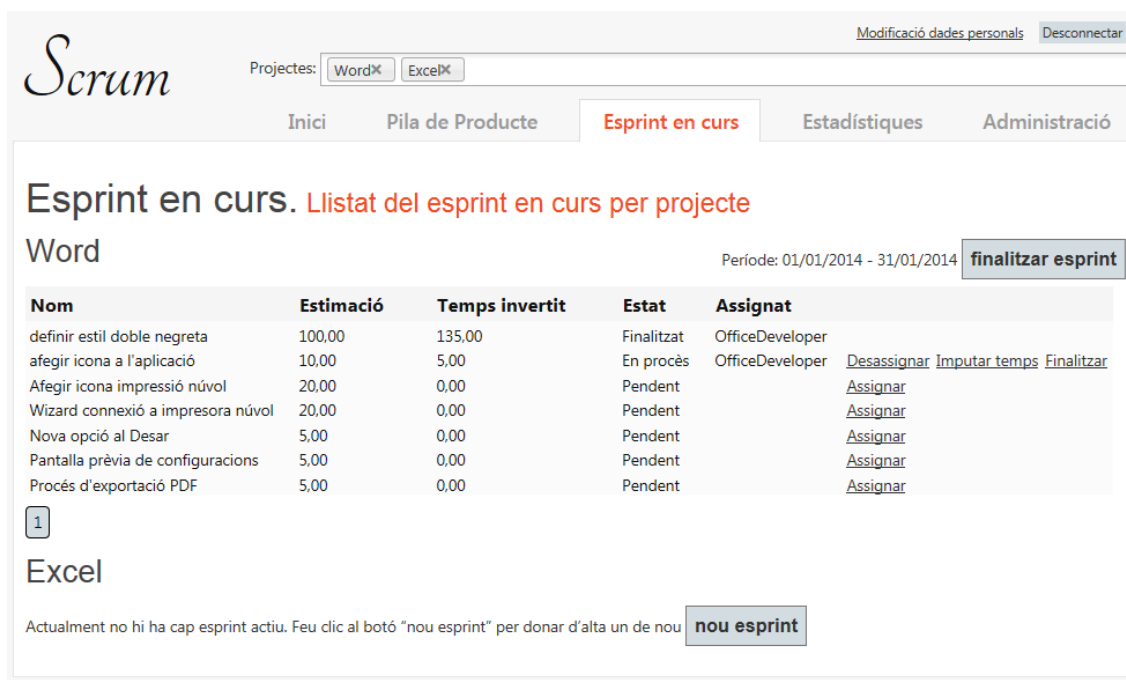 Modificació dades personals Desconnectar
Scrum
Projectes: Word✕ Excel✕
Inici Pila de Producte Esprint en curs Estadístiques Administració
Esprint en curs. Llistat del esprint en curs per projecte
Word
Període: 01/01/2014 - 31/01/2014 finalitzar esprint
Nom Estimació Temps invertit Estat Assignat
definir estil doble negreta 100,00 135,00 Finalitzat OfficeDeveloper
afegir icona a l'aplicació 10,00 5,00 En procès OfficeDeveloper Desassignar Imputar temps Finalitzar
Afegir icona impressió núvol 20,00 0,00 Pendent Assignar
Wizard connexió a impresora núvol 20,00 0,00 Pendent Assignar
Nova opció al Desar 5,00 0,00 Pendent Assignar
Pantalla prèvia de configuracions 5,00 0,00 Pendent Assignar
Procés d'exportació PDF 5,00 0,00 Pendent Assignar
1
Excel
Actualment no hi ha cap esprint actiu. Feu clic al botó “nou esprint” per donar d’alta un de nou nou esprint